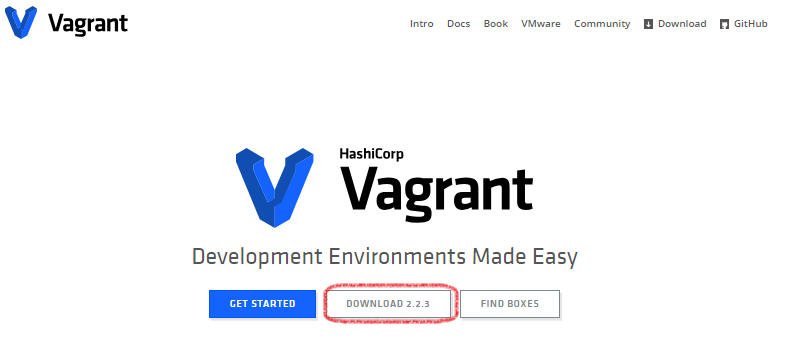 Vagrant Intro Docs Book VMware Community Download GitHub
HashiCorp
Vagrant
Development Environments Made Easy
GET STARTED DOWNLOAD 2.2.3 FIND BOXES